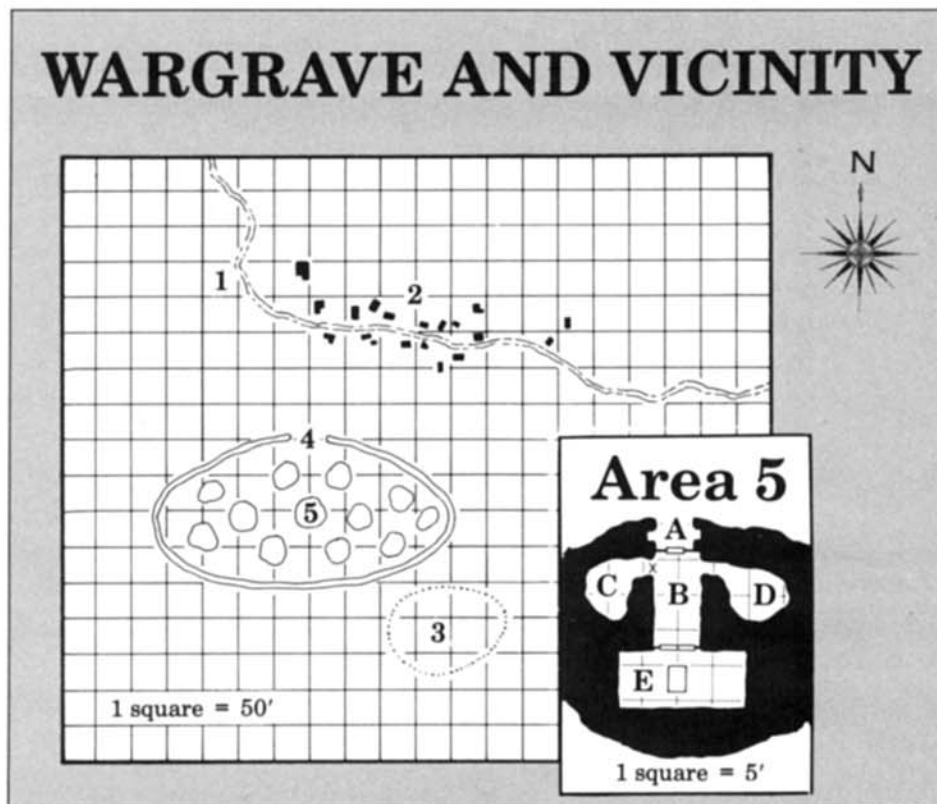 WARGRAVE AND VICINITY
N
1
2
4
5
3
1 square = 50'
Area 5
A
C B D
E
1 square = 5'